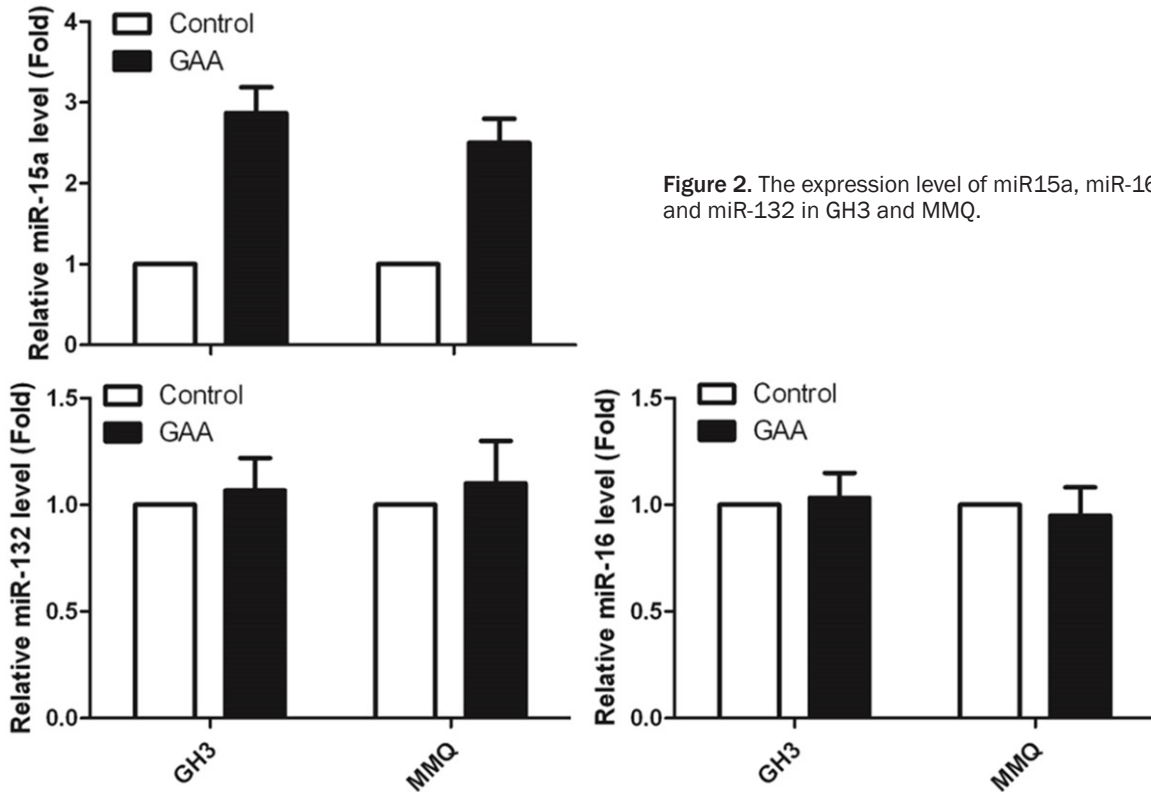 Relative miR-15a level (Fold)
4
3
2
1
0
Control
GAA
Figure 2. The expression level of miR15a, miR-16
and miR-132 in GH3 and MMQ.
Relative miR-132 level (Fold)
1.5
1.0
0.5
0.0
Control
GAA
GH3
MMQ
Relative miR-16 level (Fold)
1.5
1.0
0.5
0.0
Control
GAA
GH3
MMQ